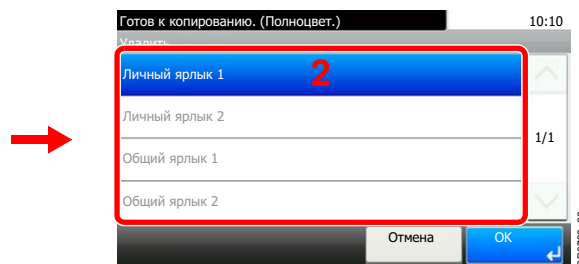 Готов к копированию. (Полноцвет.) 10:10
Удалить
Личный ярлык 1 2
Личный ярлык 2
1/1
Общий ярлык 1
Общий ярлык 2
Отмена OK